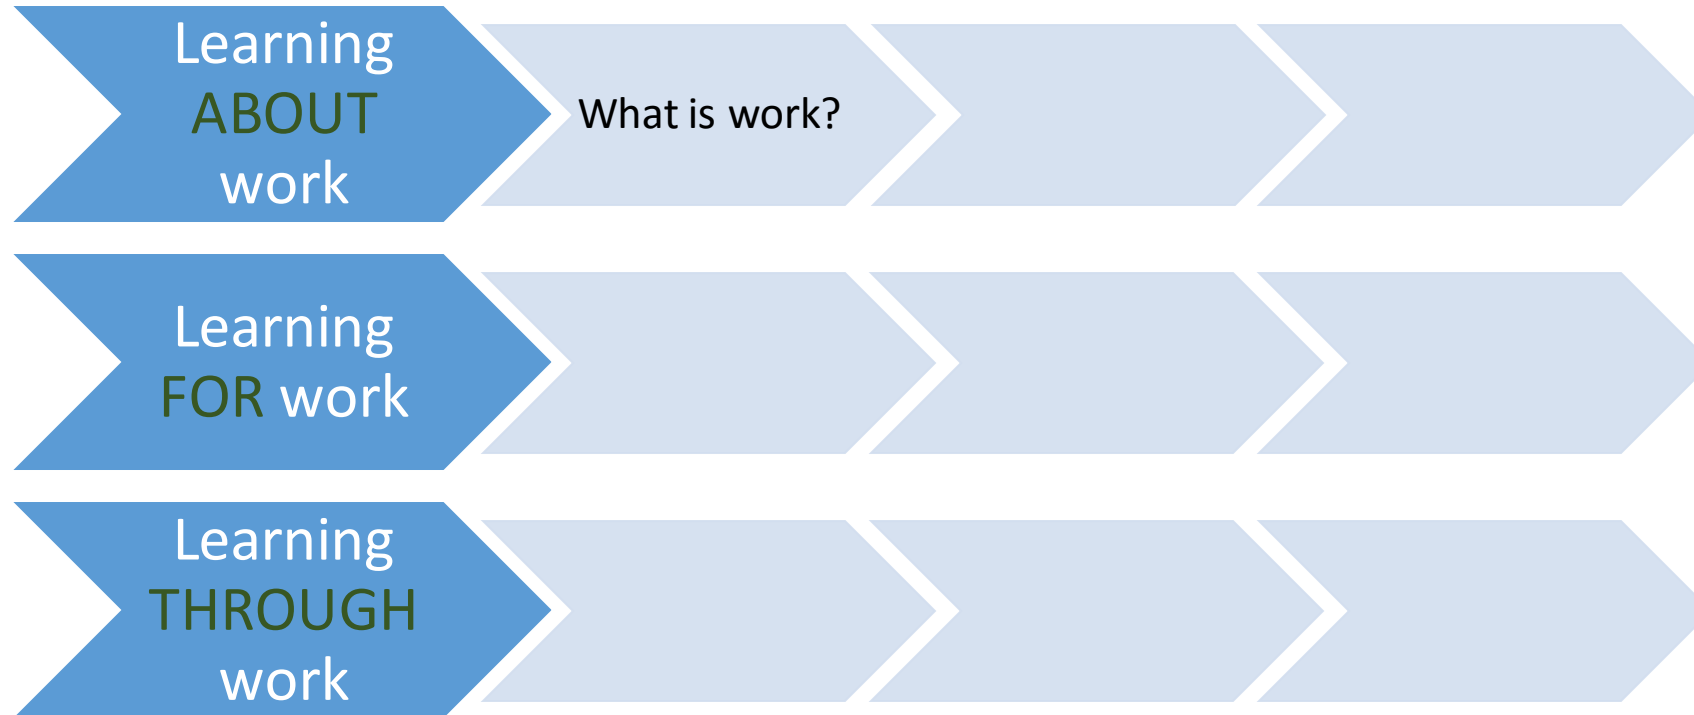 Learning
ABOUT
work
What is work?
Learning
FOR work
Learning
THROUGH
work